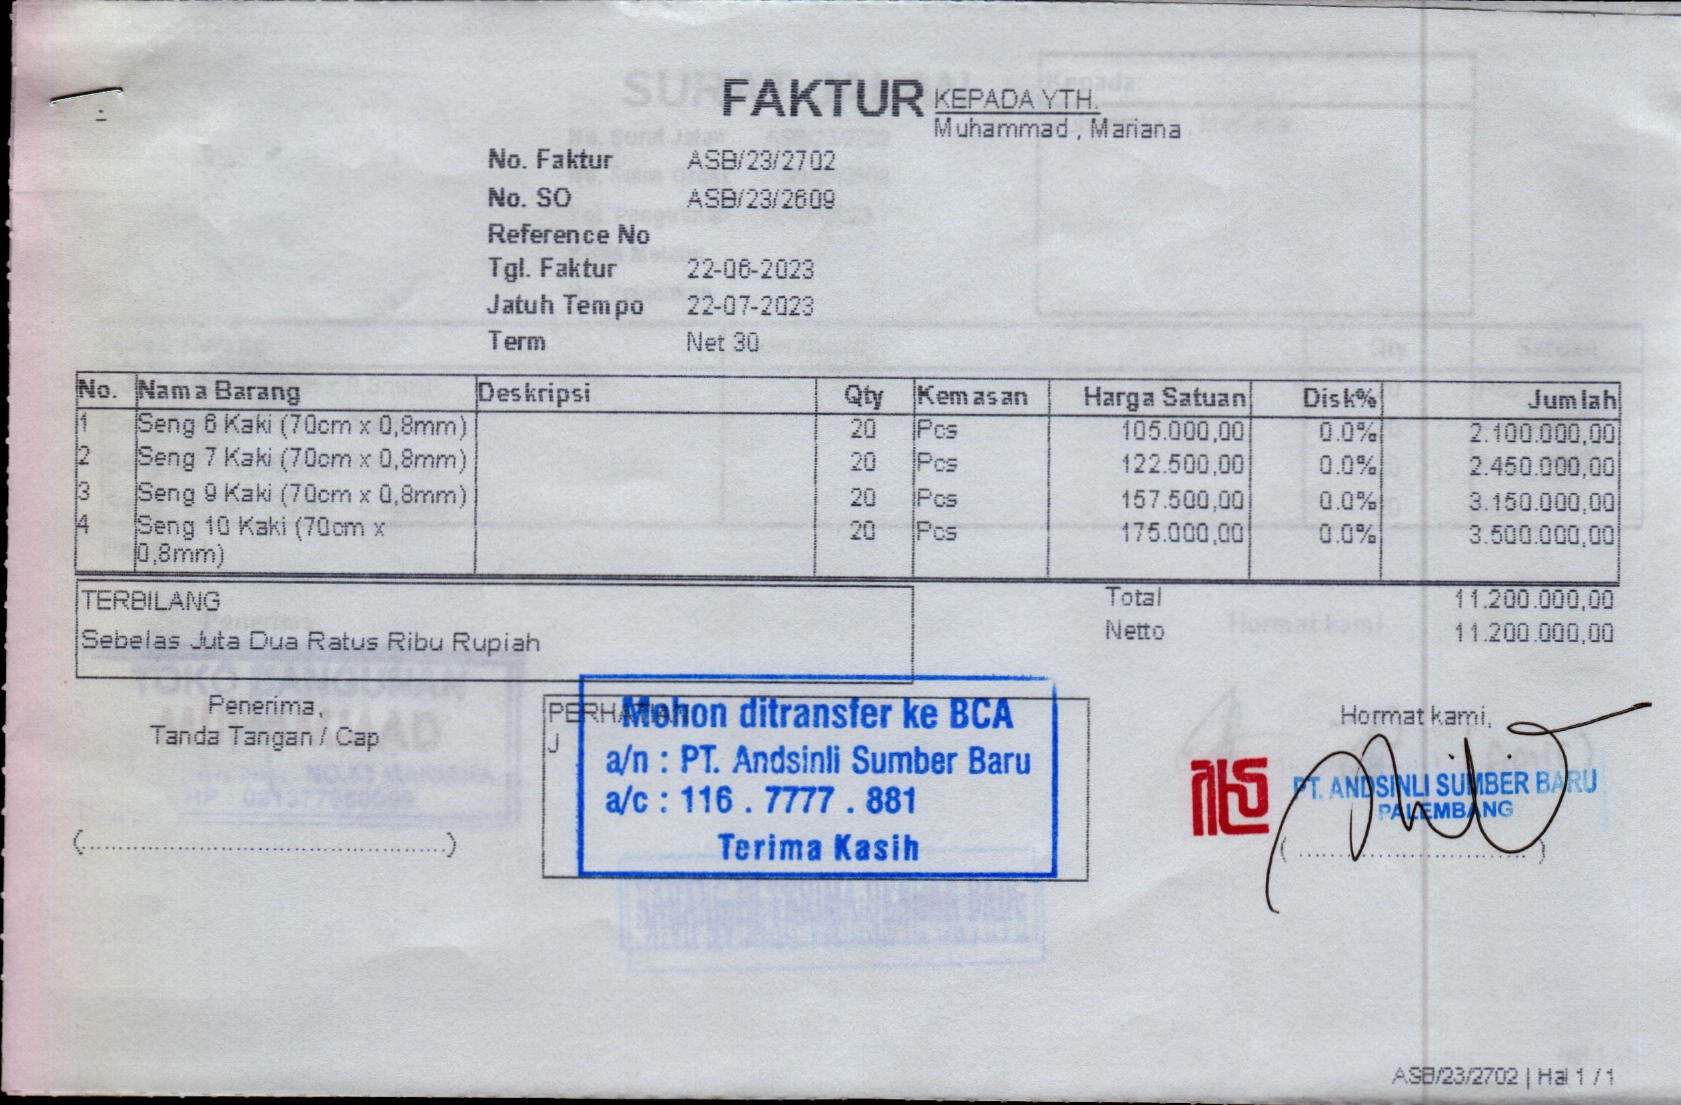 FAKTUR
KEPADA YTH.
Muhammad , Mariana
No. Faktur ASB/23/2702
No. SO ASB/23/2609
Reference No
Tgl. Faktur 22-06-2023
Jatuh Tempo 22-07-2023
Term Net 30
No. Nama Barang Deskripsi Qty Kemasan Harga Satuan Disk% Jumlah
1 Seng 6 Kaki (70cm x 0,8mm) 20 Pcs 105.000,00 0.0% 2.100.000,00
2 Seng 7 Kaki (70cm x 0,8mm) 20 Pcs 122.500,00 0.0% 2.450.000,00
3 Seng 9 Kaki (70cm x 0,8mm) 20 Pcs 157.500,00 0.0% 3.150.000,00
4 Seng 10 Kaki (70cm x 20 Pcs 175.000,00 0.0% 3.500.000,00
0,8mm)
TERBILANG
Sebelas Juta Dua Ratus Ribu Rupiah
Total 11.200.000,00
Netto 11.200.000,00
Penerima,
Tanda Tangan / Cap
(............................................)
PERHATIAN
J
Mohon ditransfer ke BCA
a/n : PT. Andsinli Sumber Baru
a/c : 116 . 7777 . 881
Terima Kasih
Hormat kami,
PT. ANDSINLI SUMBER BARU
PALEMBANG
(............................)
ASB/23/2702 | Hal 1 / 1